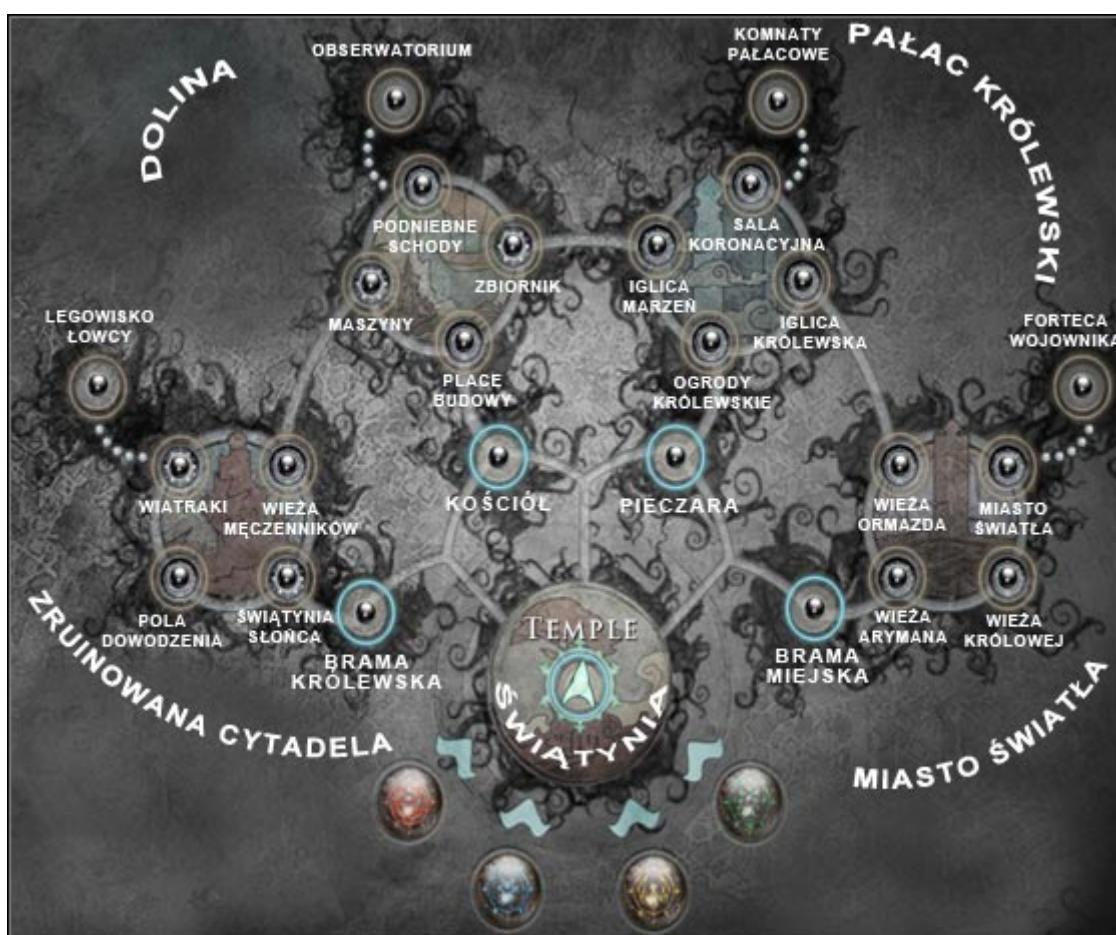 OBSERWATORIUM
KOMNATY
PAŁACOWE
DOLINA
PAŁAC KRÓLEWSKI
PODNIEBNE
SCHODY
SALA
KORONACYJNA
ZBIORNIK
IGLICA
MARZEŃ
MASZYNY
IGLICA
KRÓLEWSKA
LEGOWISKO
ŁOWCY
FORTECA
WOJOWNIKA
PLACE
BUDOWY
OGRODY
KRÓLEWSKIE
KOŚCIÓŁ
PIECZARA
WIATRAKI
WIEŻA
MĘCZENNIKÓW
WIEŻA
ORMAZDA
MIASTO
ŚWIATŁA
POLA
DOWODZENIA
ŚWIĄTYNIA
SŁOŃCA
BRAMA
KRÓLEWSKA
TEMPLE
ŚWIĄTYNIA
BRAMA
MIEJSKA
WIEŻA
ARYMANA
WIEŻA
KRÓLOWEJ
ZRUINOWANA CYTADELA
MIASTO ŚWIATŁA